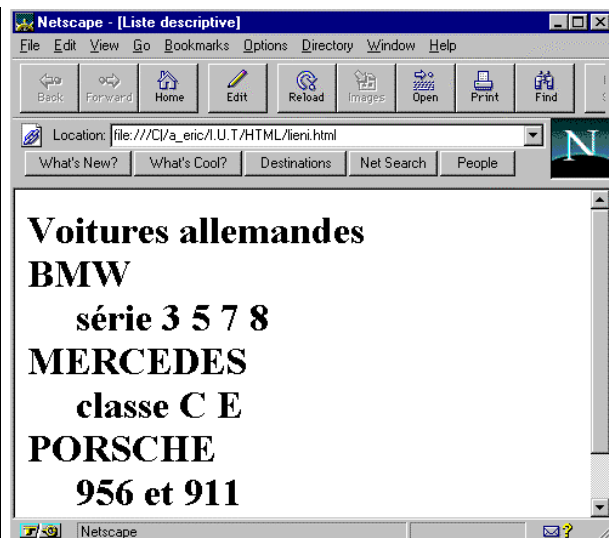 Netscape - [Liste descriptive]
File Edit View Go Bookmarks Options Directory Window Help
Back Forward Home Edit Reload Images Open Print Find
Location: file:///C|/a_eric/I.U.T/HTML/lieni.html
N
What's New? What's Cool? Destinations Net Search People
Voitures allemandes
BMW
série 3 5 7 8
MERCEDES
classe C E
PORSCHE
956 et 911
Netscape